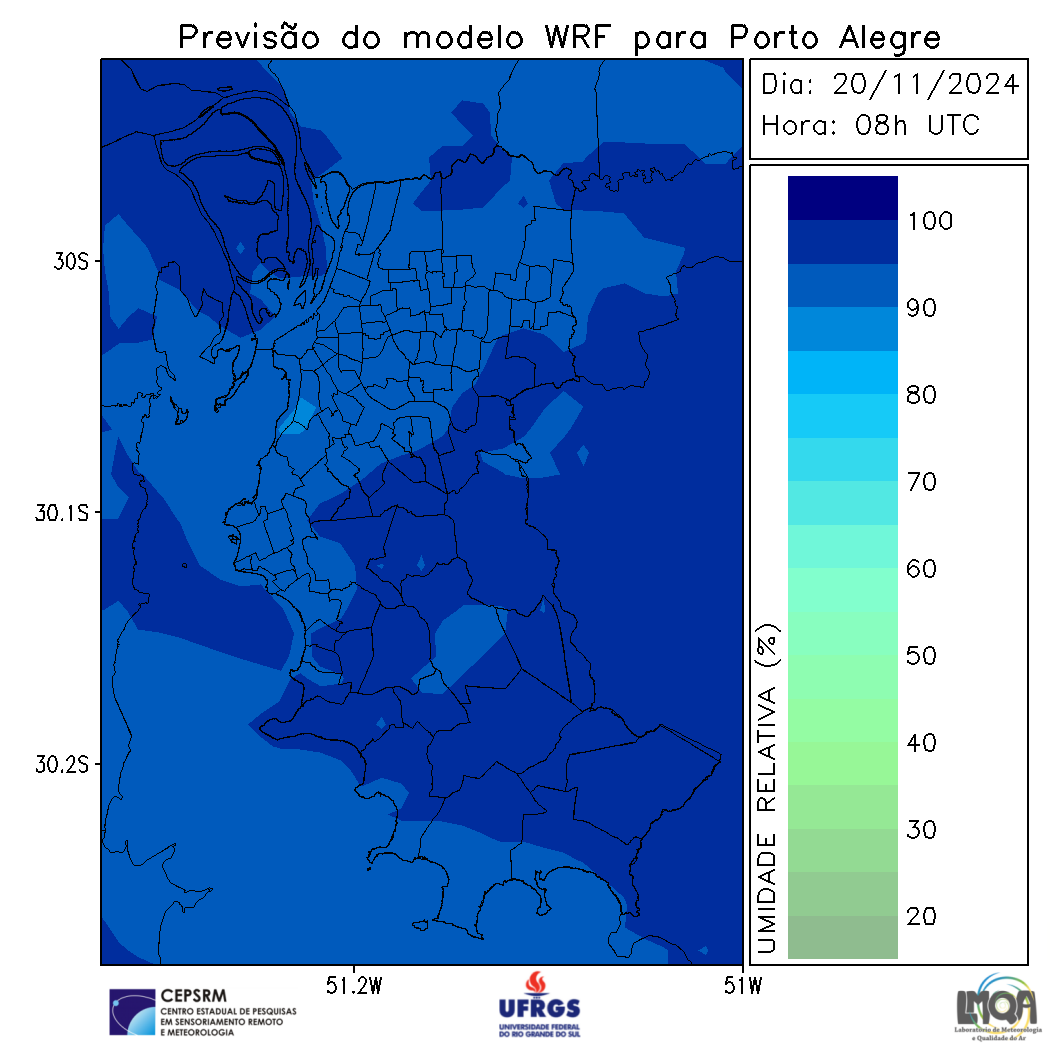 Previsão do modelo WRF para Porto Alegre
Dia: 20/11/2024
Hora: 08h UTC
30S
30.1S
30.2S
51.2W
51W
100
90
80
70
60
50
40
30
20
UMIDADE RELATIVA (%)
CEPSRM
CENTRO ESTADUAL DE PESQUISAS
EM SENSORIAMENTO REMOTO
E METEOROLOGIA
UFRGS
UNIVERSIDADE FEDERAL
DO RIO GRANDE DO SUL
LMQA
Laboratório de Meteorologia
e Qualidade do Ar